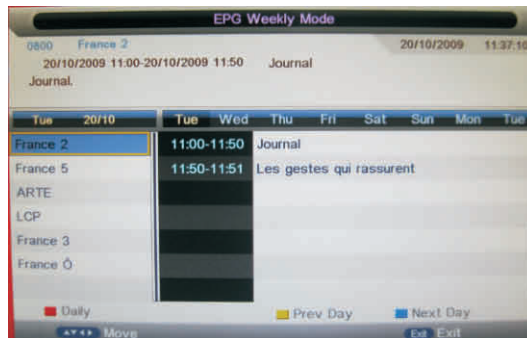 EPG Weekly Mode
0800 France 2 20/10/2009 11:37:16
20/10/2009 11:00-20/10/2009 11:50 Journal
Journal.
Tue 20/10 Tue Wed Thu Fri Sat Sun Mon Tue
France 2 11:00-11:50 Journal
France 5 11:50-11:51 Les gestes qui rassurent
ARTE
LCP
France 3
France Ô
Daily Prev Day Next Day
Move Exit Exit